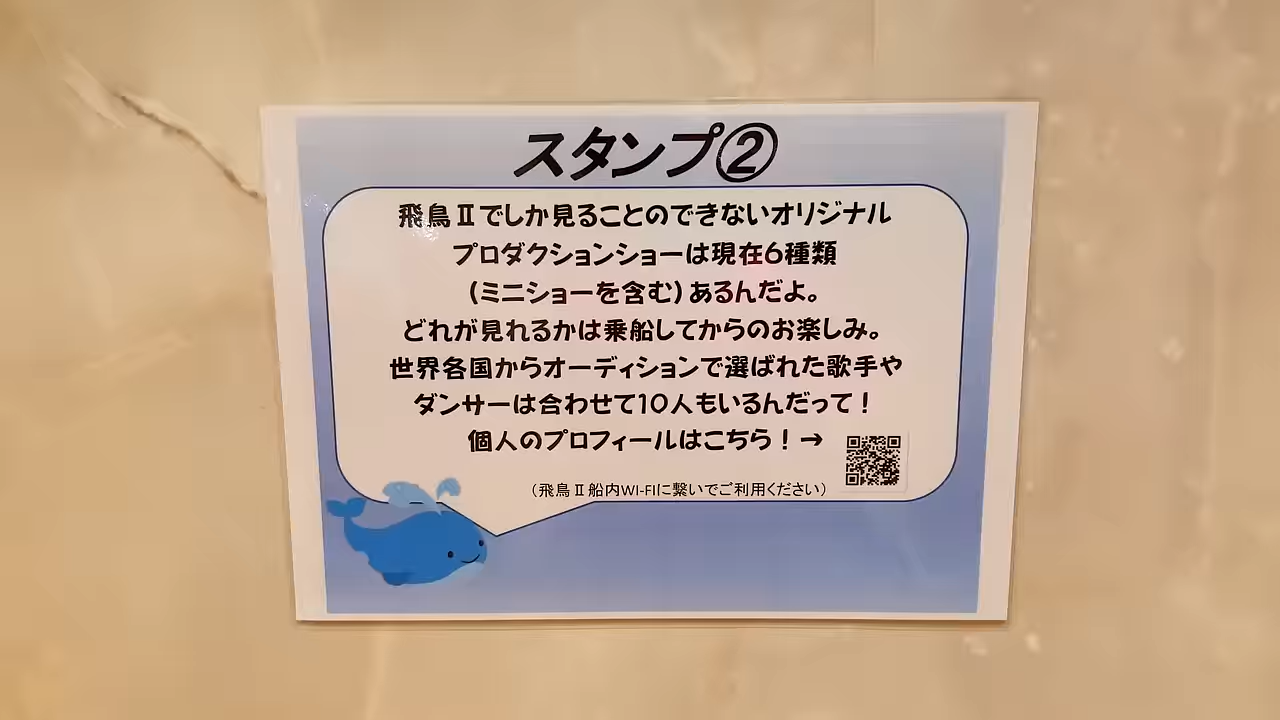 スタンプ②
飛鳥Ⅱでしか見ることのできないオリジナル
プロダクションショーは現在6種類
(ミニショーを含む)あるんだよ。
どれが見れるかは乗船してからのお楽しみ。
世界各国からオーディションで選ばれた歌手や
ダンサーは合わせて10人もいるんだって！
個人のプロフィールはこちら！→
(飛鳥Ⅱ船内WI-FIに繋いでご利用ください)